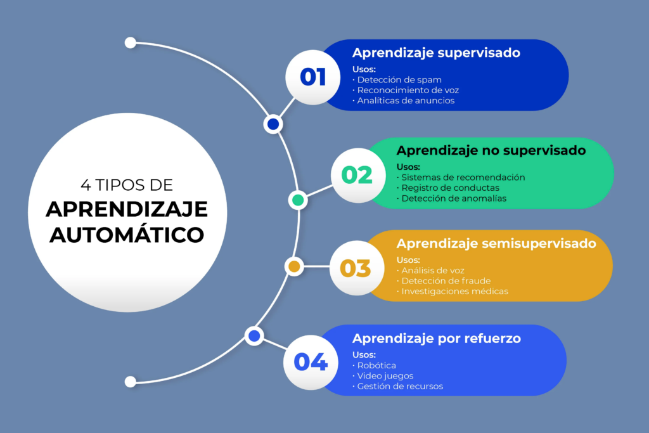 4 TIPOS DE
APRENDIZAJE
AUTOMÁTICO
01
Aprendizaje supervisado
Usos:
· Detección de spam
· Reconocimiento de voz
· Analíticas de anuncios
02
Aprendizaje no supervisado
Usos:
· Sistemas de recomendación
· Registro de conductas
· Detección de anomalías
03
Aprendizaje semisupervisado
Usos:
· Análisis de voz
· Detección de fraude
· Investigaciones médicas
04
Aprendizaje por refuerzo
Usos:
· Robótica
· Video juegos
· Gestión de recursos